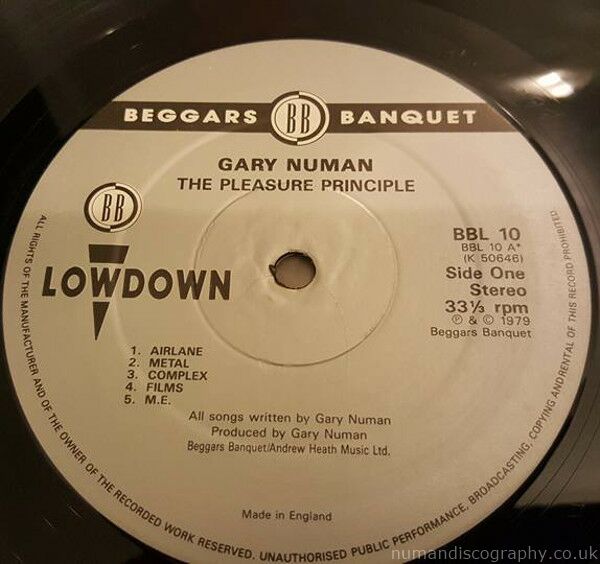 BEGGARS BB BANQUET
GARY NUMAN
THE PLEASURE PRINCIPLE
BB
LOWDOWN
BBL 10
BBL 10 A+
(K 50646)
Side One
Stereo
33⅓ rpm
Ⓟ & © 1979
Beggars Banquet
1. AIRLANE
2. METAL
3. COMPLEX
4. FILMS
5. M.E.
All songs written by Gary Numan
Produced by Gary Numan
Beggars Banquet/Andrew Heath Music Ltd.
Made in England
ALL RIGHTS OF THE MANUFACTURER AND OF THE OWNER OF THE RECORDED WORK RESERVED. UNAUTHORISED PUBLIC PERFORMANCE, BROADCASTING, COPYING AND RENTAL OF THIS RECORD PROHIBITED
numandiscography.co.uk